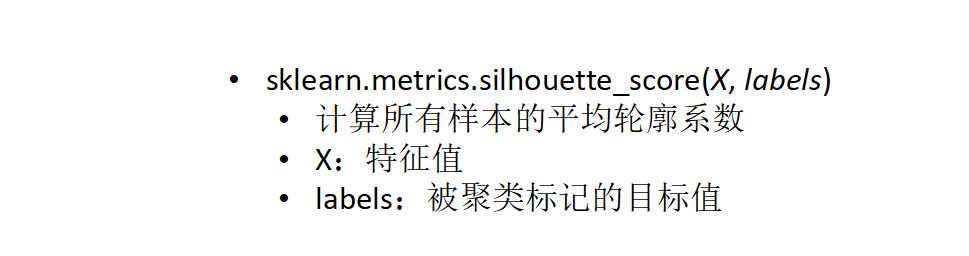 • sklearn.metrics.silhouette_score(X, labels)
• 计算所有样本的平均轮廓系数
• X：特征值
• labels：被聚类标记的目标值